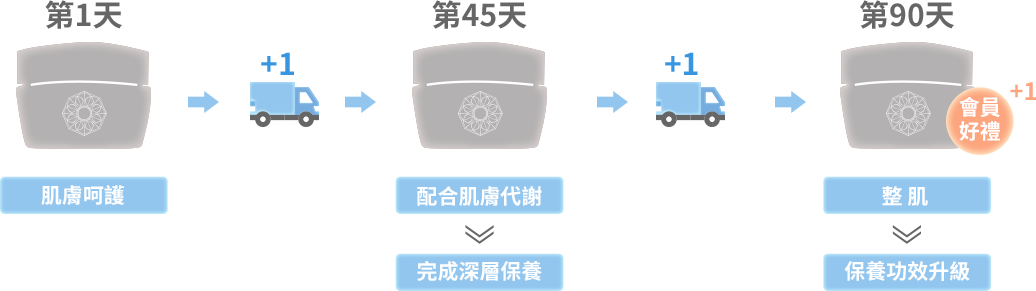 第1天
第45天
第90天
+1
+1
+1
會員
好禮
肌膚呵護
配合肌膚代謝
整 肌
完成深層保養
保養功效升級